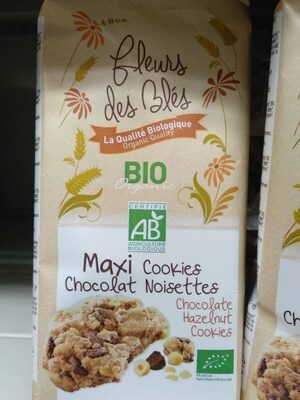 fleurs
des Blés
La Qualité Biologique
Organic Quality
BIO
Organic
CERTIFIÉ
AB
AGRICULTURE
BIOLOGIQUE
Maxi Cookies
Chocolat Noisettes
Chocolate
Hazelnut
Cookies